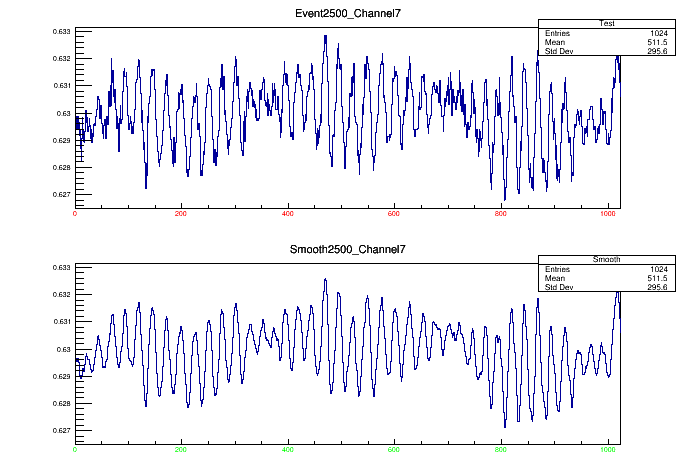 Event2500_Channel7
Test
Entries 1024
Mean 511.5
Std Dev 295.6
0.633
0.632
0.631
0.63
0.629
0.628
0.627
0 200 400 600 800 1000
Smooth2500_Channel7
Smooth
Entries 1024
Mean 511.5
Std Dev 295.6
0.633
0.632
0.631
0.63
0.629
0.628
0.627
0 200 400 600 800 1000